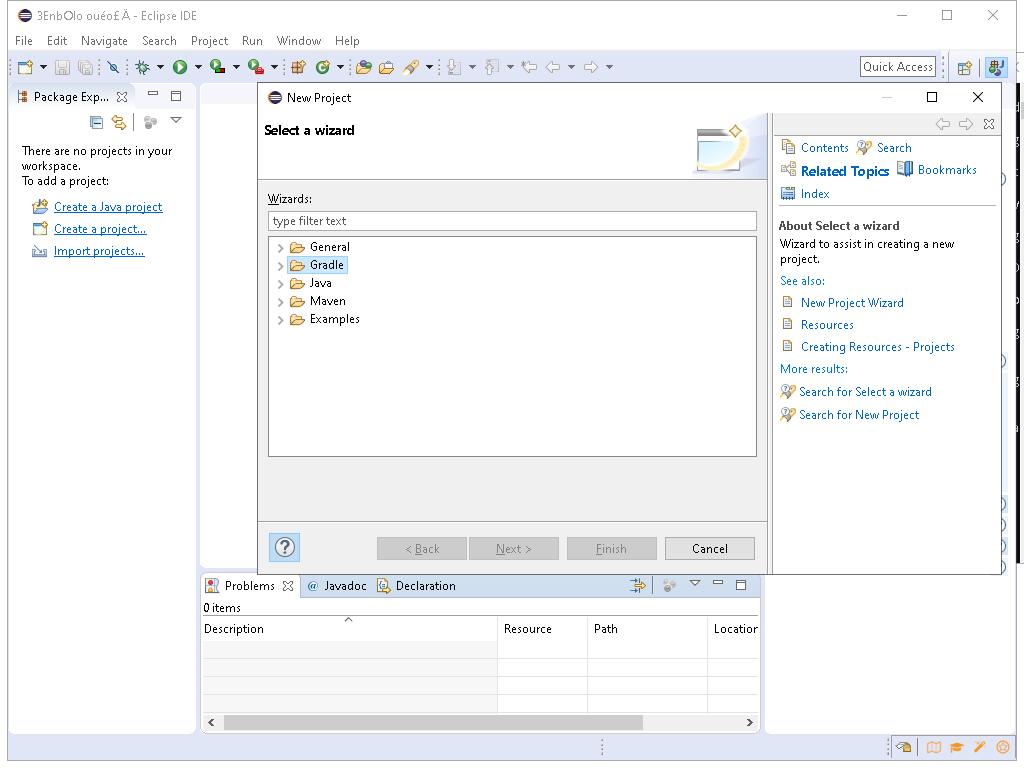 3EnbOlo ouéo£Ä - Eclipse IDE
File Edit Navigate Search Project Run Window Help
Quick Access
Package Exp...
There are no projects in your
workspace.
To add a project:
Create a Java project
Create a project...
Import projects...
New Project
Select a wizard
Wizards:
type filter text
General
Gradle
Java
Maven
Examples
?
< Back
Next >
Finish
Cancel
Contents Search
Related Topics Bookmarks
Index
About Select a wizard
Wizard to assist in creating a new
project.
See also:
New Project Wizard
Resources
Creating Resources - Projects
More results:
Search for Select a wizard
Search for New Project
Problems @ Javadoc Declaration
0 items
Description Resource Path Location